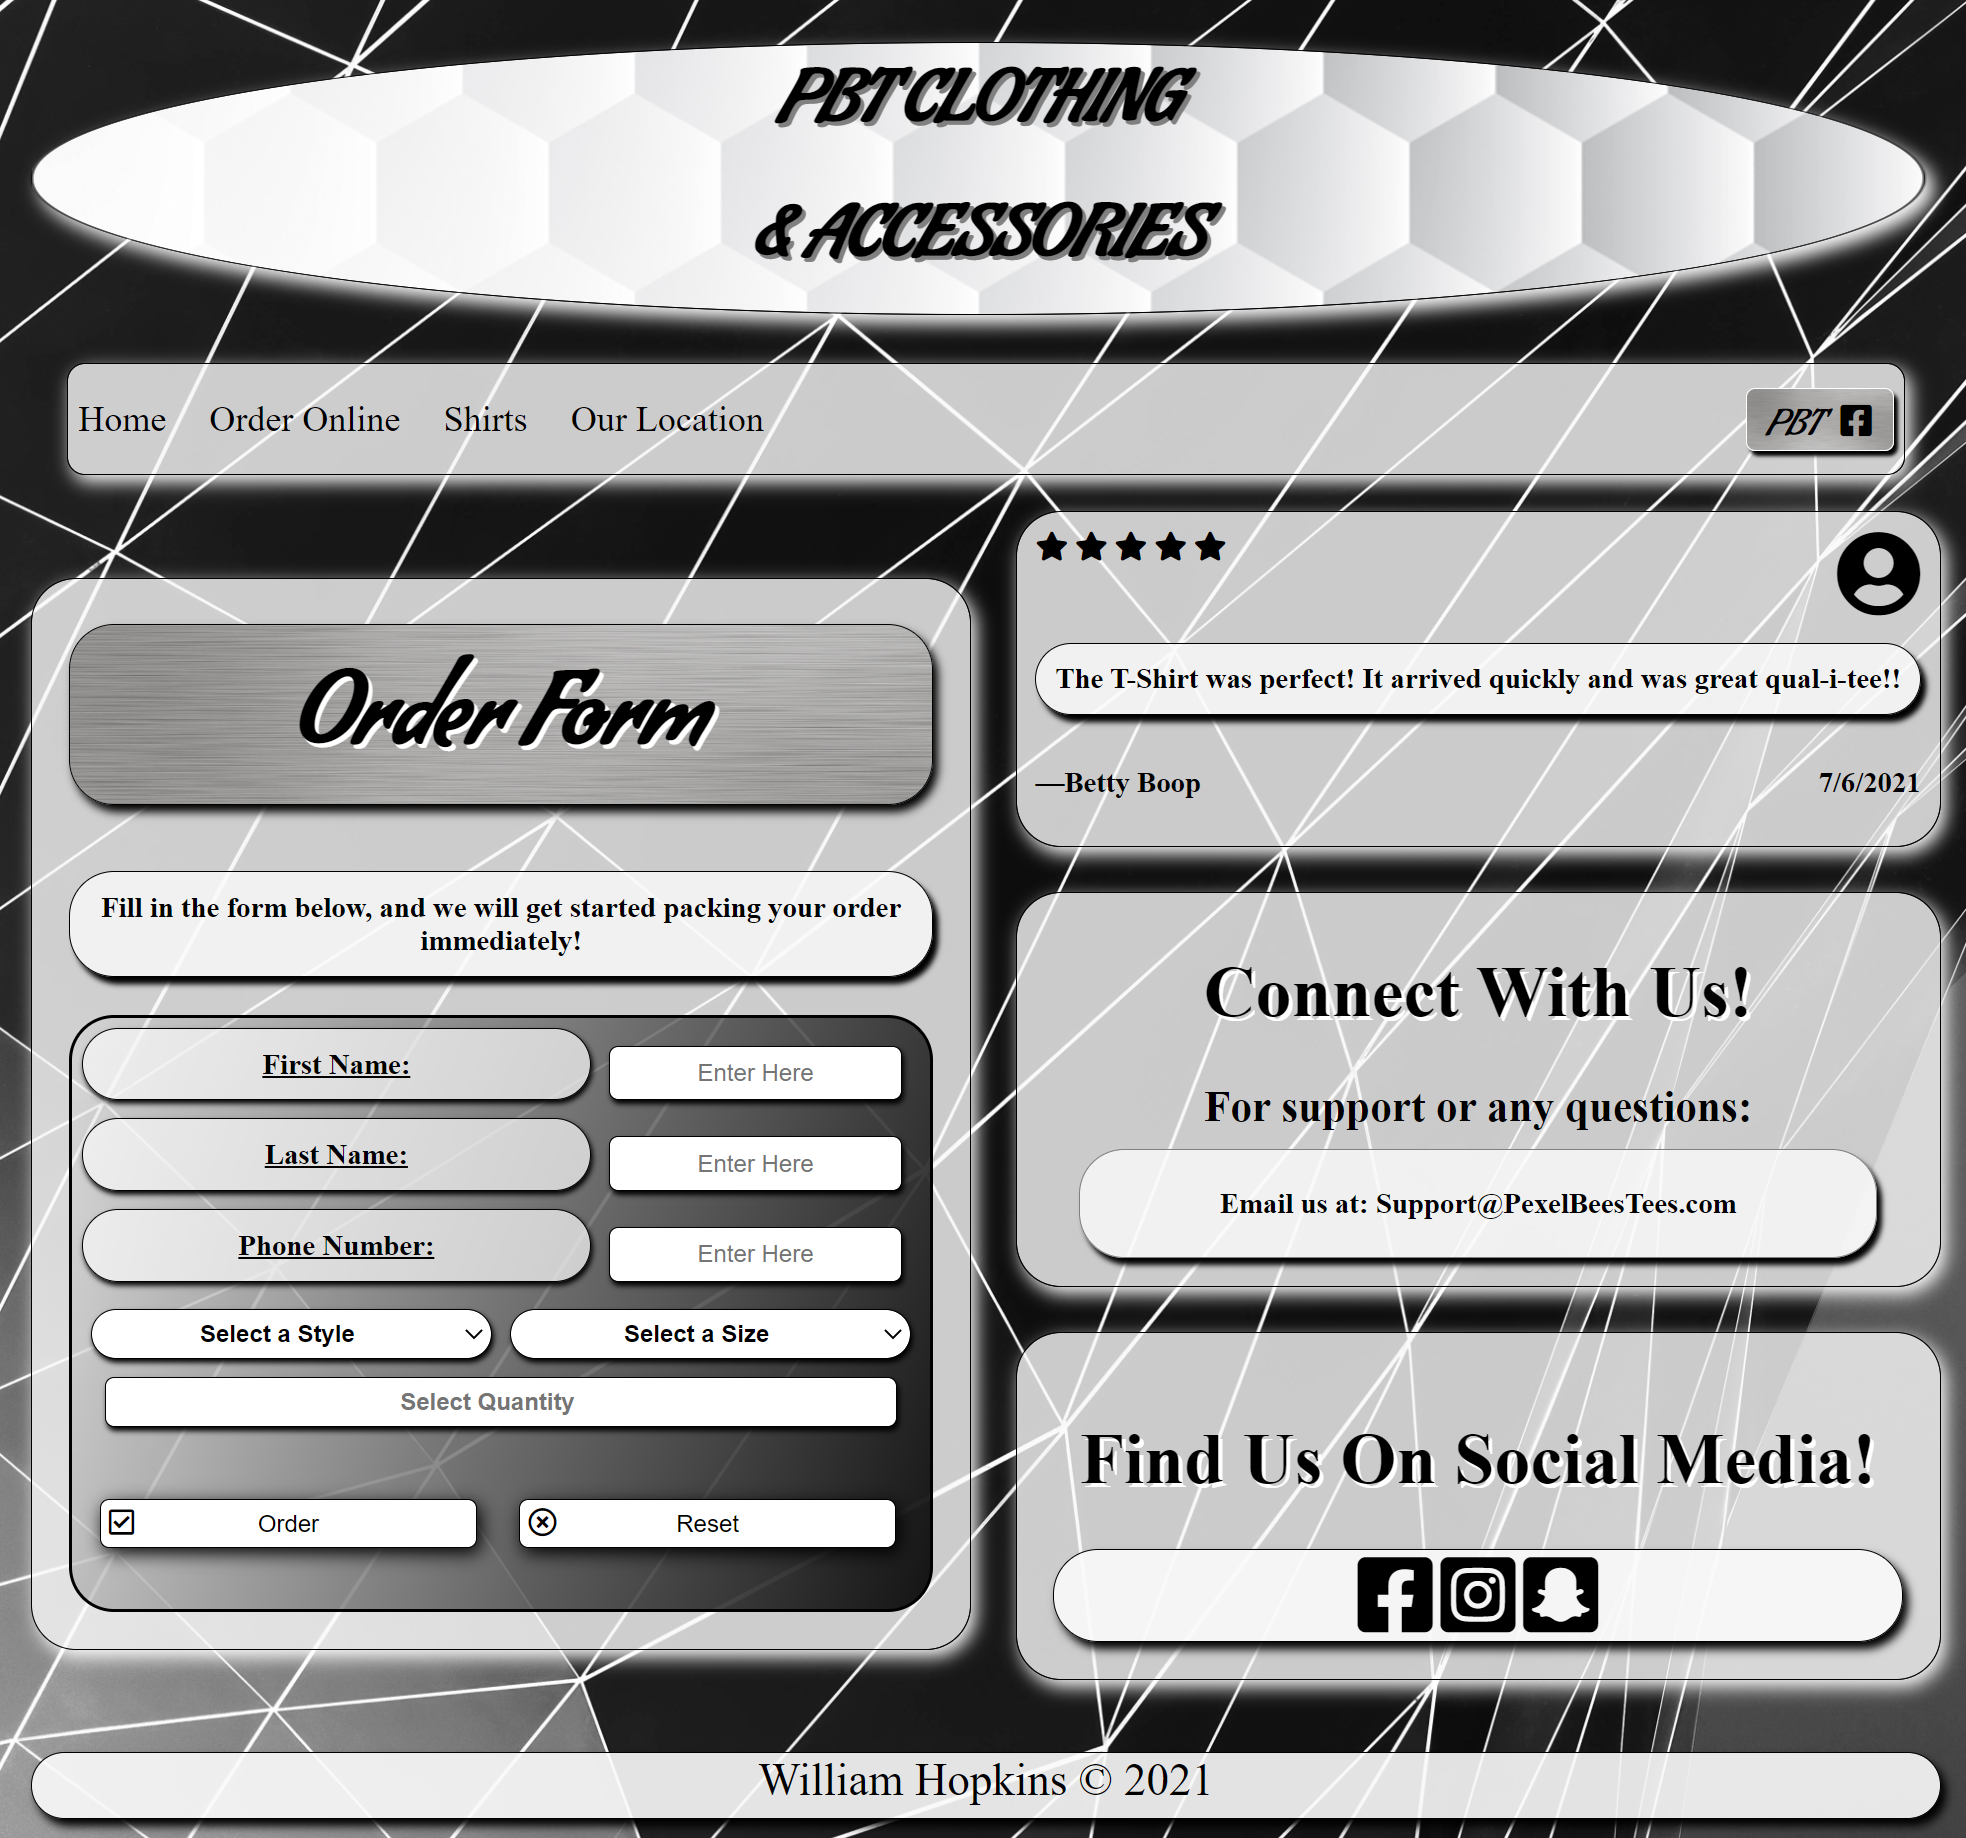 PBT CLOTHING
& ACCESSORIES
Home Order Online Shirts Our Location PBT
Order Form
Fill in the form below, and we will get started packing your order
immediately!
First Name: Enter Here
Last Name: Enter Here
Phone Number: Enter Here
Select a Style Select a Size
Select Quantity
Order Reset
The T-Shirt was perfect! It arrived quickly and was great qual-i-tee!!
—Betty Boop 7/6/2021
Connect With Us!
For support or any questions:
Email us at: Support@PexelBeesTees.com
Find Us On Social Media!
William Hopkins © 2021